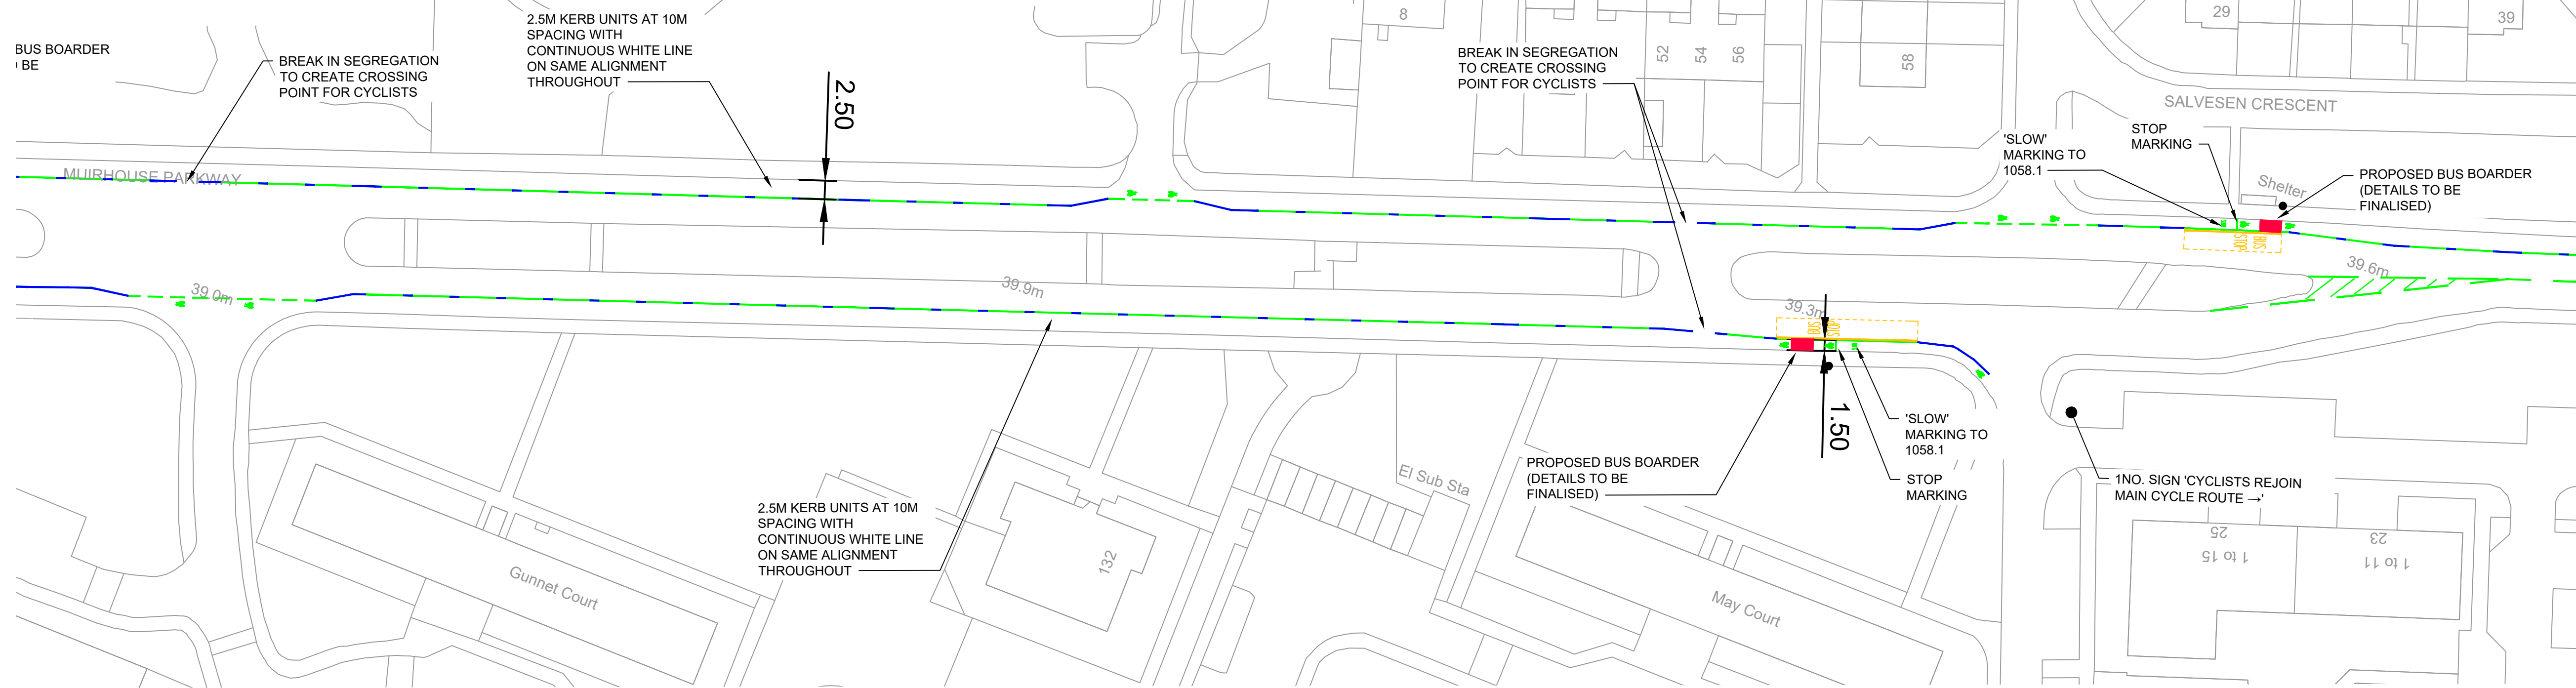 BUS BOARDER
BE
BREAK IN SEGREGATION
TO CREATE CROSSING
POINT FOR CYCLISTS
2.5M KERB UNITS AT 10M
SPACING WITH
CONTINUOUS WHITE LINE
ON SAME ALIGNMENT
THROUGHOUT
2.50
8
BREAK IN SEGREGATION
TO CREATE CROSSING
POINT FOR CYCLISTS
52
54
56
58
29
39
SALVESEN CRESCENT
'SLOW'
MARKING TO
1058.1
STOP
MARKING
Shelter
PROPOSED BUS BOARDER
(DETAILS TO BE
FINALISED)
MUIRHOUSE PARKWAY
BUS
STOP
39.0m
39.9m
39.3m
39.6m
BUS
STOP
1.50
'SLOW'
MARKING TO
1058.1
STOP
MARKING
PROPOSED BUS BOARDER
(DETAILS TO BE
FINALISED)
El Sub Sta
1NO. SIGN 'CYCLISTS REJOIN
MAIN CYCLE ROUTE →'
2.5M KERB UNITS AT 10M
SPACING WITH
CONTINUOUS WHITE LINE
ON SAME ALIGNMENT
THROUGHOUT
132
Gunnet Court
May Court
25
1 to 15
23
1 to 11